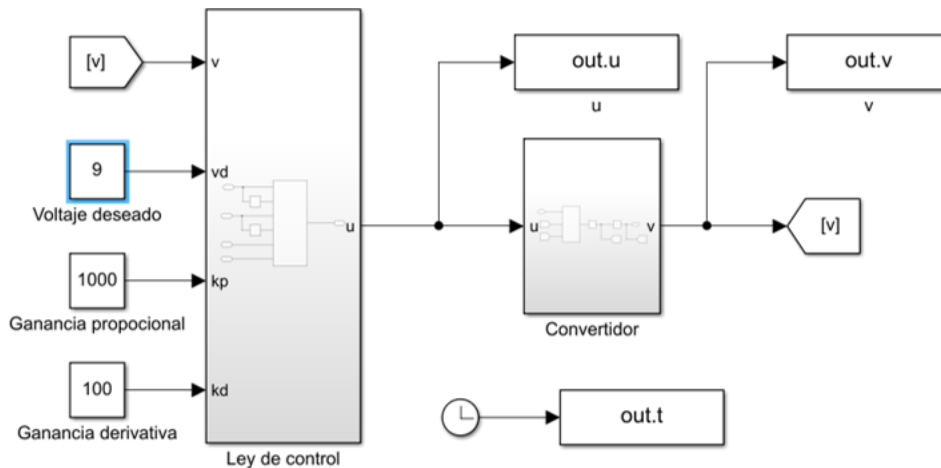 [v]
v
9
vd
Voltaje deseado
1000
kp
Ganancia propocional
100
kd
Ganancia derivativa
u
Ley de control
out.u
u
u
v
Convertidor
out.v
v
[v]
out.t